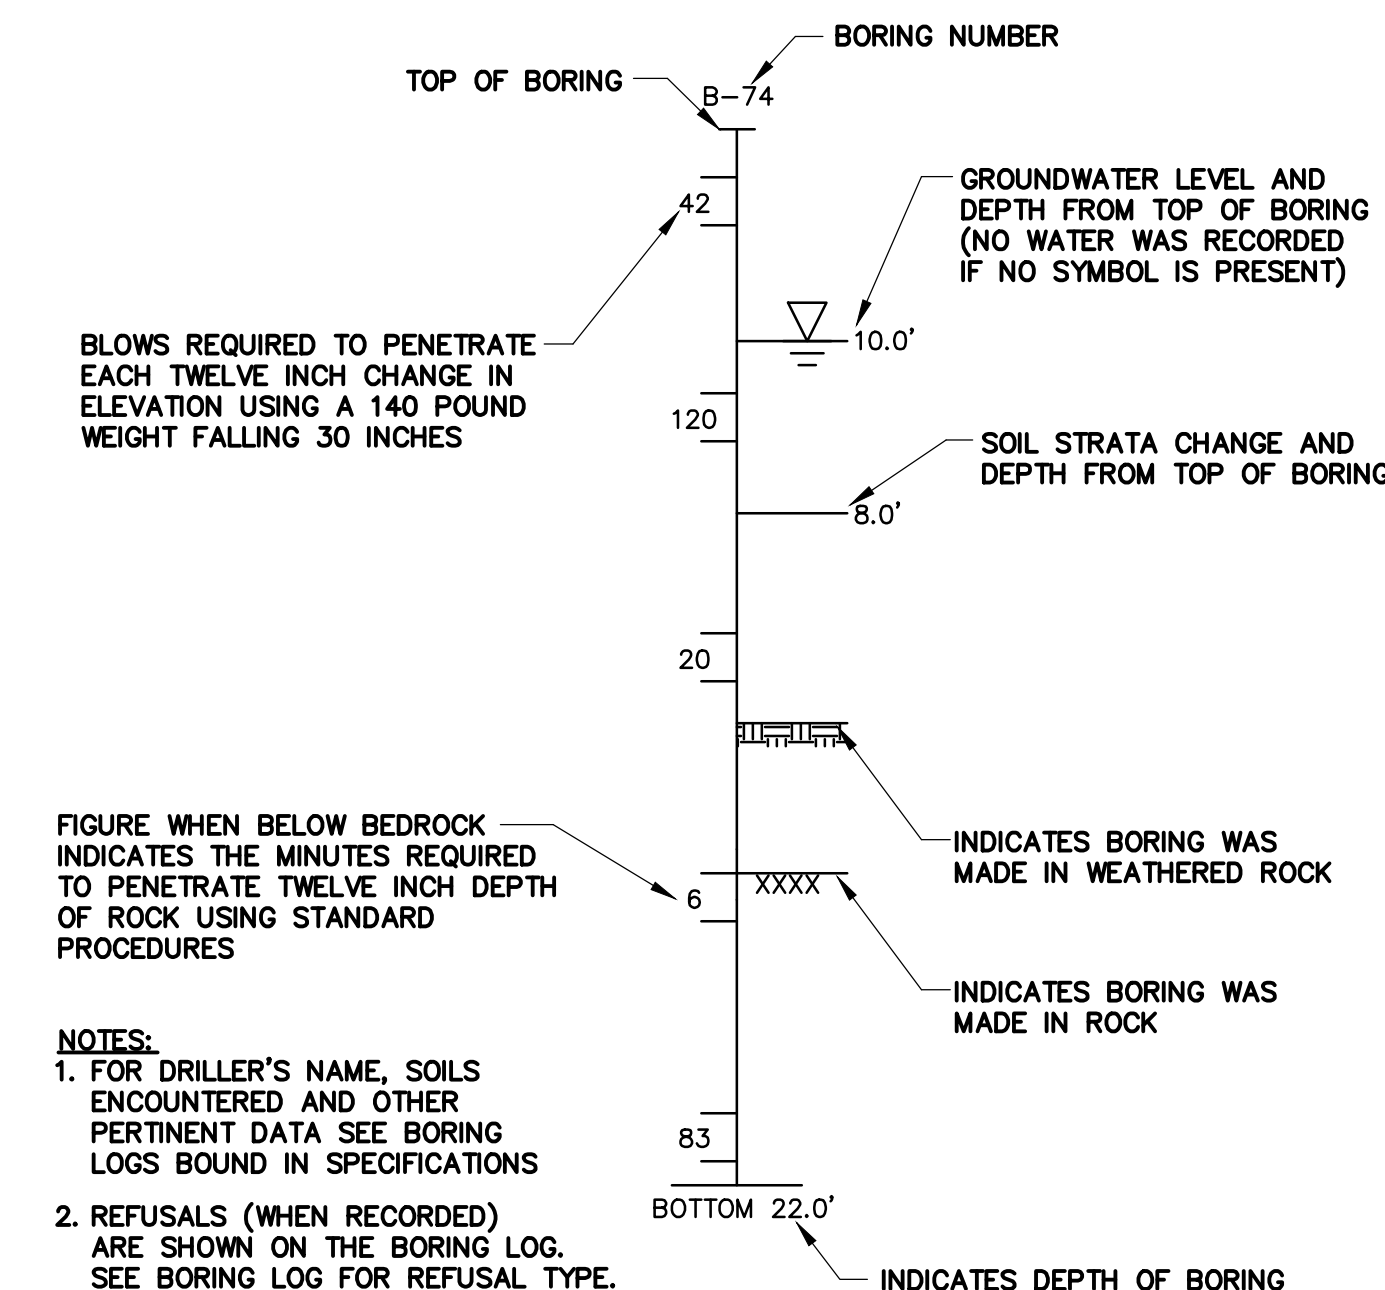 BORING NUMBER
TOP OF BORING
B-74
42
GROUNDWATER LEVEL AND
DEPTH FROM TOP OF BORING
(NO WATER WAS RECORDED
IF NO SYMBOL IS PRESENT)
10.0'
BLOWS REQUIRED TO PENETRATE
EACH TWELVE INCH CHANGE IN
ELEVATION USING A 140 POUND
WEIGHT FALLING 30 INCHES
120
SOIL STRATA CHANGE AND
DEPTH FROM TOP OF BORING
8.0'
20
FIGURE WHEN BELOW BEDROCK
INDICATES THE MINUTES REQUIRED
TO PENETRATE TWELVE INCH DEPTH
OF ROCK USING STANDARD
PROCEDURES
INDICATES BORING WAS
MADE IN WEATHERED ROCK
6
XXXX
INDICATES BORING WAS
MADE IN ROCK
NOTES:
1. FOR DRILLER'S NAME, SOILS
ENCOUNTERED AND OTHER
PERTINENT DATA SEE BORING
LOGS BOUND IN SPECIFICATIONS
2. REFUSALS (WHEN RECORDED)
ARE SHOWN ON THE BORING LOG.
SEE BORING LOG FOR REFUSAL TYPE.
83
BOTTOM 22.0'
INDICATES DEPTH OF BORING